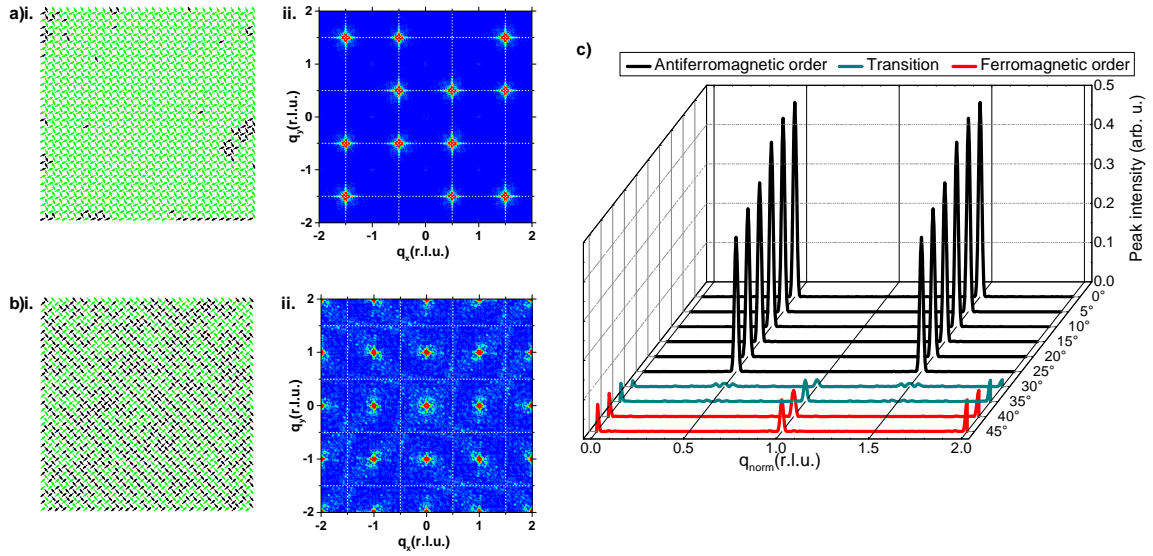 a)i.
ii.
2
1
0
-1
-2
qy(r.l.u.)
-2 -1 0 1 2
qx(r.l.u.)
b)i.
ii.
2
1
0
-1
-2
qy(r.l.u.)
-2 -1 0 1 2
qx(r.l.u.)
c)
Antiferromagnetic order Transition Ferromagnetic order
0.5
0.4
0.3
0.2
0.1
0.0
Peak intensity (arb. u.)
0°
5°
10°
15°
20°
25°
30°
35°
40°
45°
0.0 0.5 1.0 1.5 2.0
qnorm(r.l.u.)